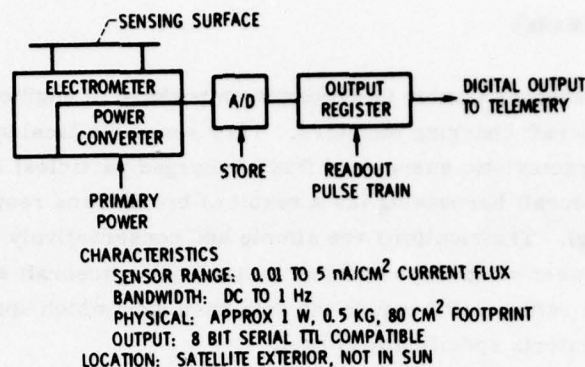 SENSING SURFACE
ELECTROMETER
POWER
CONVERTER
A/D
OUTPUT
REGISTER
DIGITAL OUTPUT
TO TELEMETRY
STORE
READOUT
PULSE TRAIN
PRIMARY
POWER
CHARACTERISTICS
SENSOR RANGE: 0.01 TO 5 nA/CM² CURRENT FLUX
BANDWIDTH: DC TO 1 Hz
PHYSICAL: APPROX 1 W, 0.5 KG, 80 CM² FOOTPRINT
OUTPUT: 8 BIT SERIAL TTL COMPATIBLE
LOCATION: SATELLITE EXTERIOR, NOT IN SUN